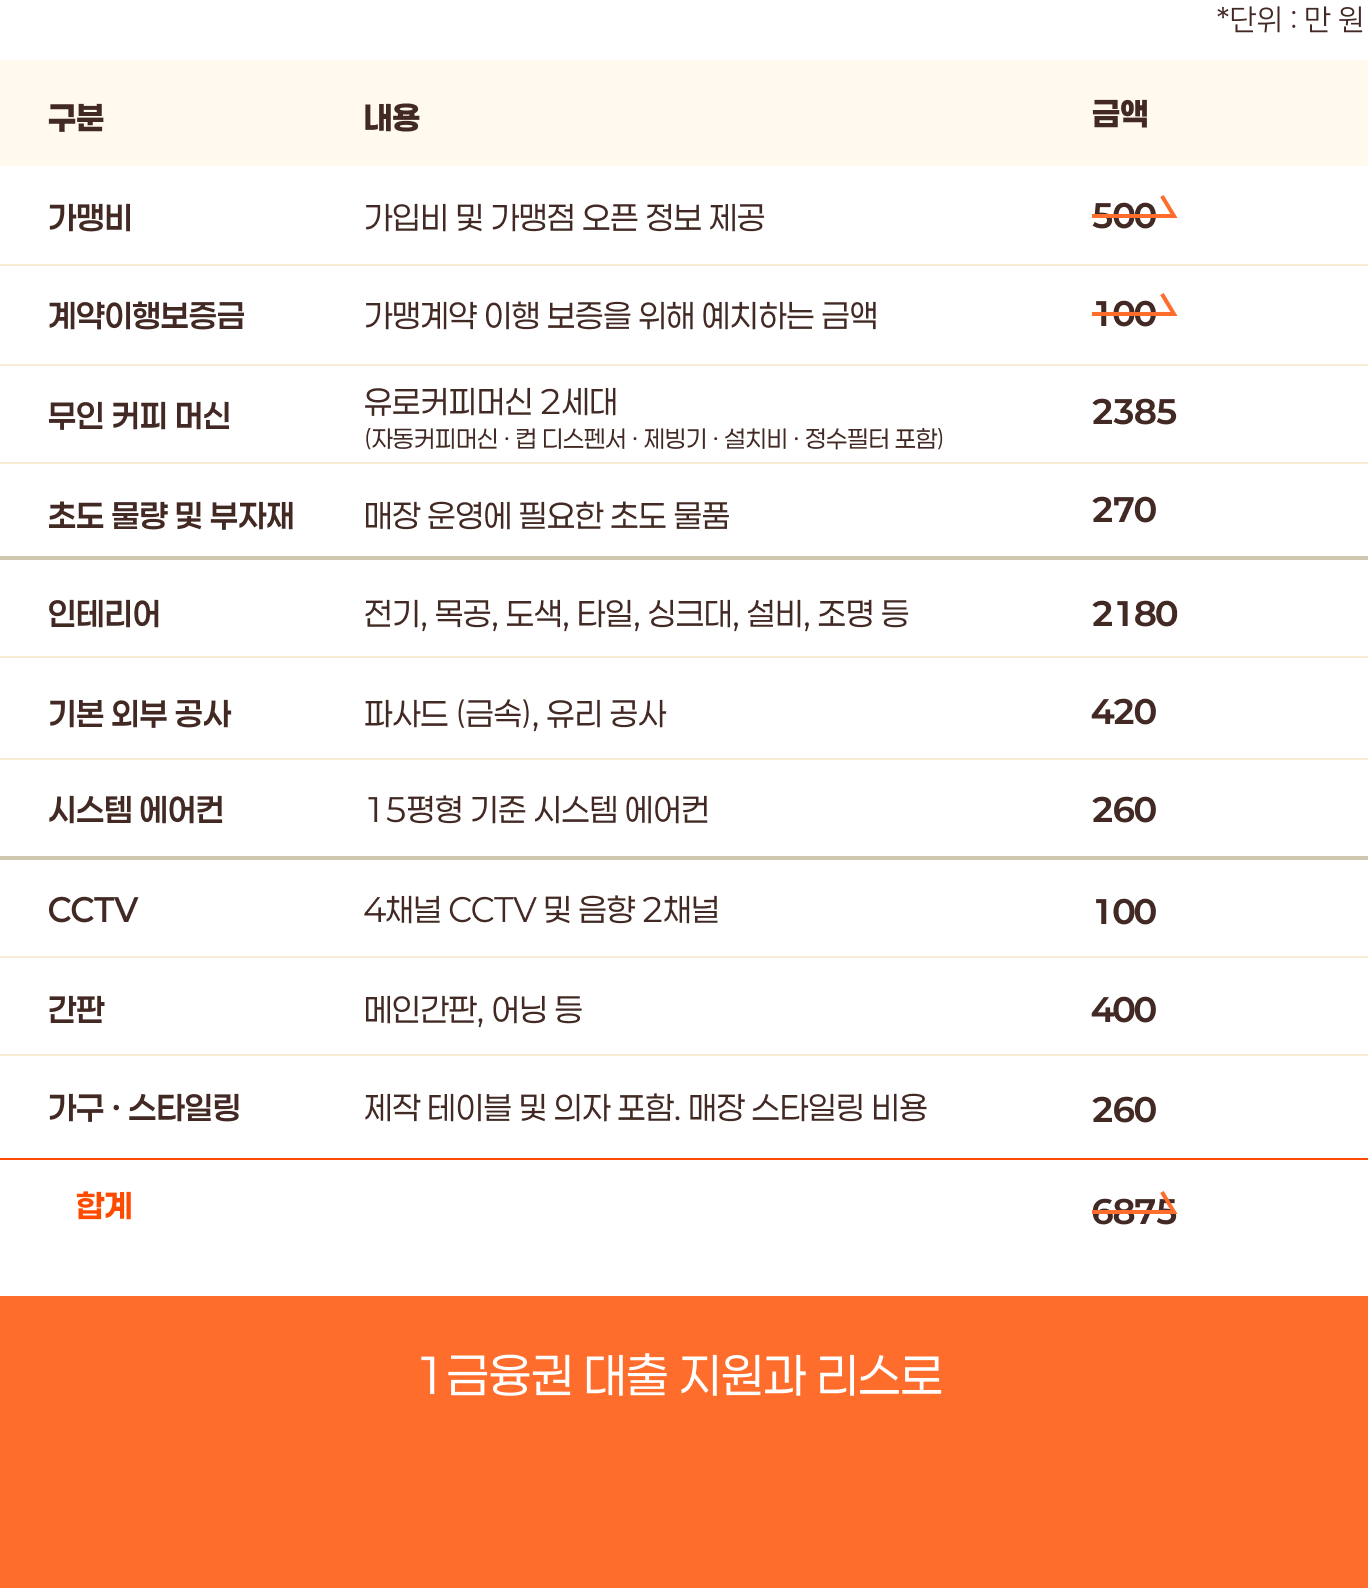 *단위 : 만 원
구분 내용 금액
가맹비 가입비 및 가맹점 오픈 정보 제공 500
계약이행보증금 가맹계약 이행 보증을 위해 예치하는 금액 100
무인 커피 머신 유로커피머신 2세대 2385
(자동커피머신 · 컵 디스펜서 · 제빙기 · 설치비 · 정수필터 포함)
초도 물량 및 부자재 매장 운영에 필요한 초도 물품 270
인테리어 전기, 목공, 도색, 타일, 싱크대, 설비, 조명 등 2180
기본 외부 공사 파사드 (금속), 유리 공사 420
시스템 에어컨 15평형 기준 시스템 에어컨 260
CCTV 4채널 CCTV 및 음향 2채널 100
간판 메인간판, 어닝 등 400
가구 · 스타일링 제작 테이블 및 의자 포함. 매장 스타일링 비용 260
합계 6875
1금융권 대출 지원과 리스로